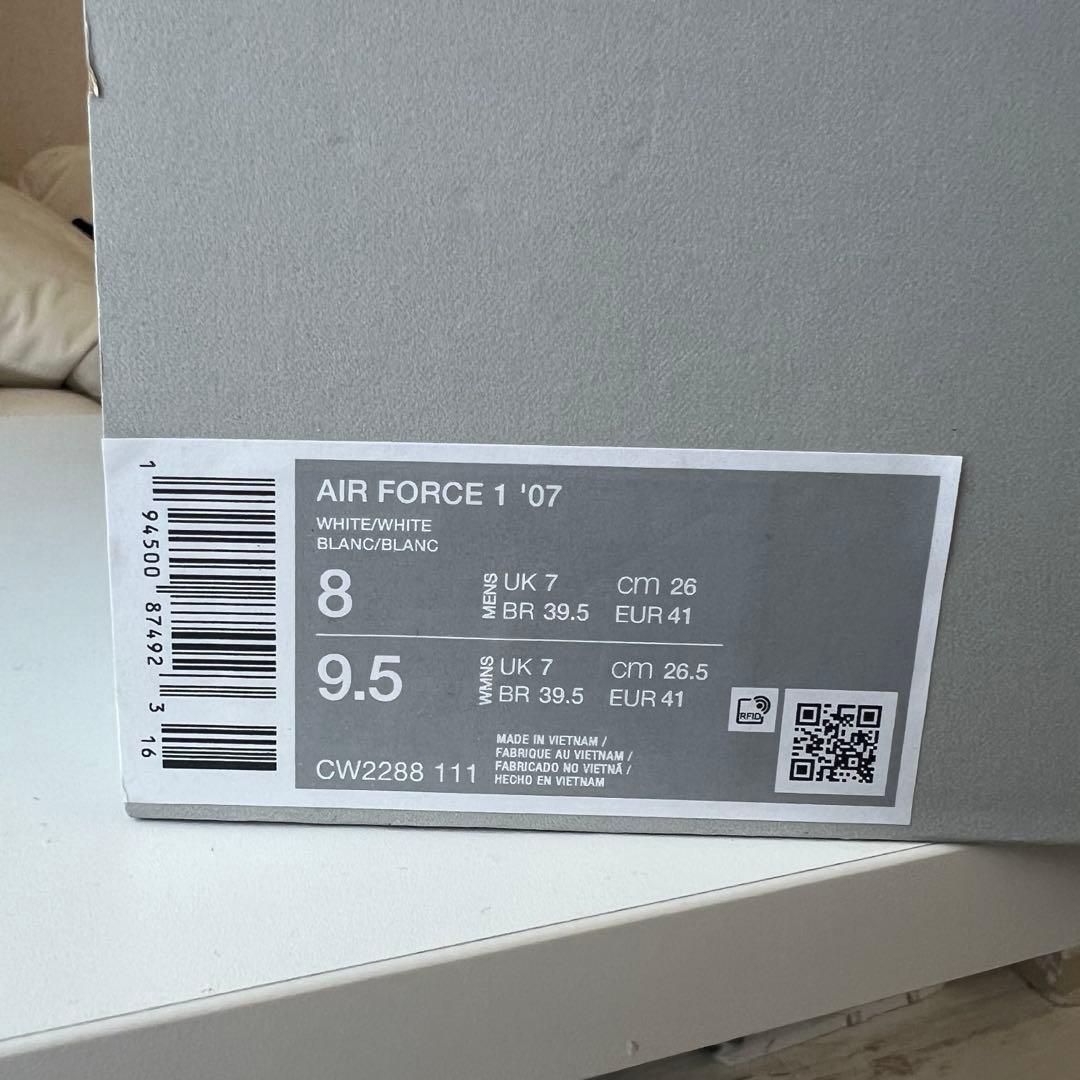 AIR FORCE 1 '07
WHITE/WHITE
BLANC/BLANC
8 MENS UK 7 cm 26
BR 39.5 EUR 41
9.5 WMNS UK 7 cm 26.5
BR 39.5 EUR 41
RFID
CW2288 111
MADE IN VIETNAM /
FABRIQUE AU VIETNAM /
FABRICADO NO VIETNÃ /
HECHO EN VIETNAM
1 94500 87492 3 16